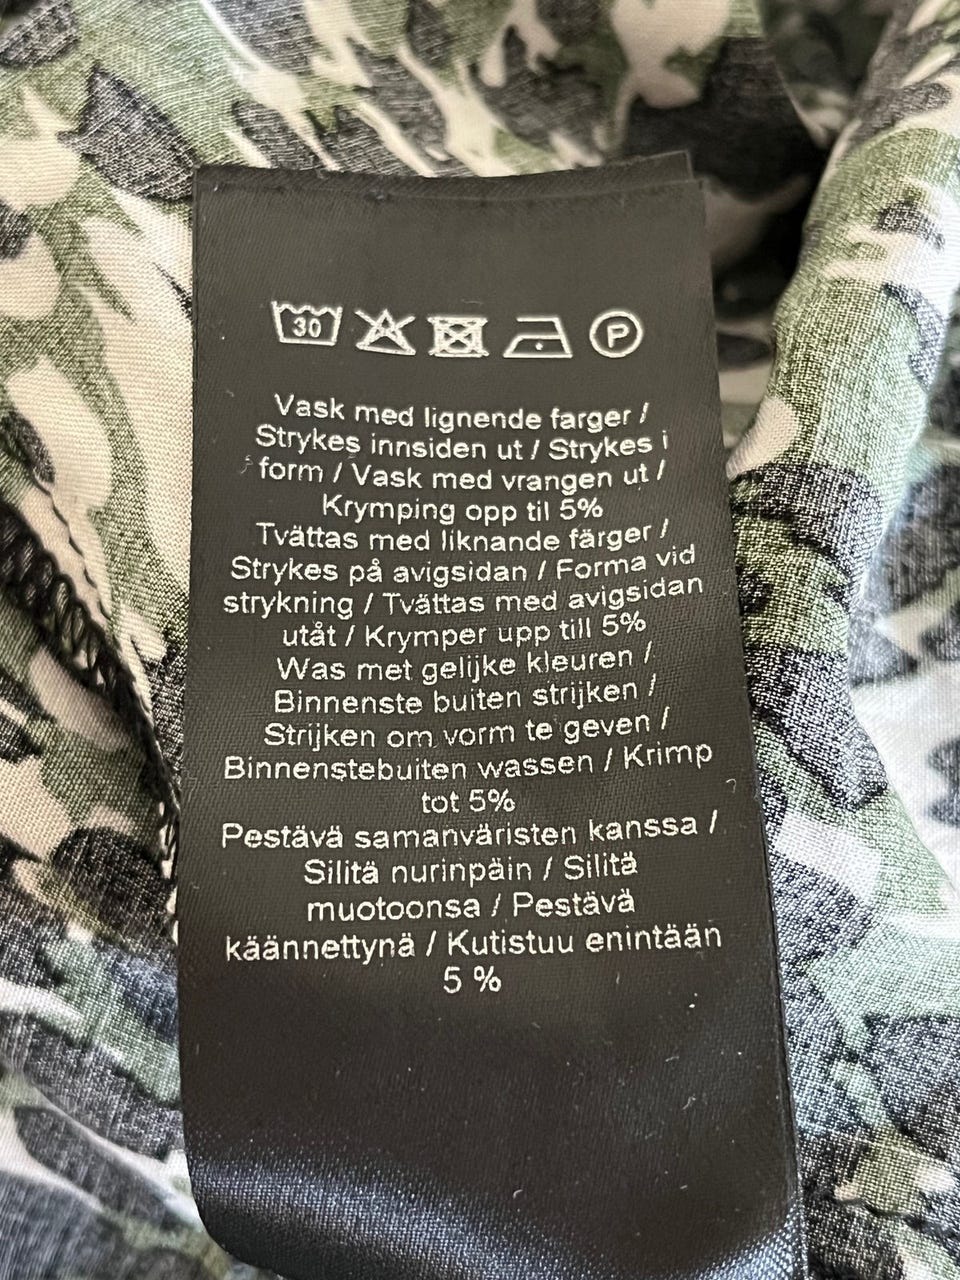 30 P
Vask med lignende farger /
Strykes innsiden ut / Strykes i
form / Vask med vrangen ut /
Krymping opp til 5%
Tvättas med liknande färger /
Strykes på avigsidan / Forma vid
strykning / Tvättas med avigsidan
utåt / Krymper upp till 5%
Was met gelijke kleuren /
Binnenste buiten strijken /
Strijken om vorm te geven /
Binnenstebuiten wassen / Krimp
tot 5%
Pestävä samanväristen kanssa /
Silitä nurinpäin / Silitä
muotoonsa / Pestävä
käännettynä / Kutistuu enintään
5 %